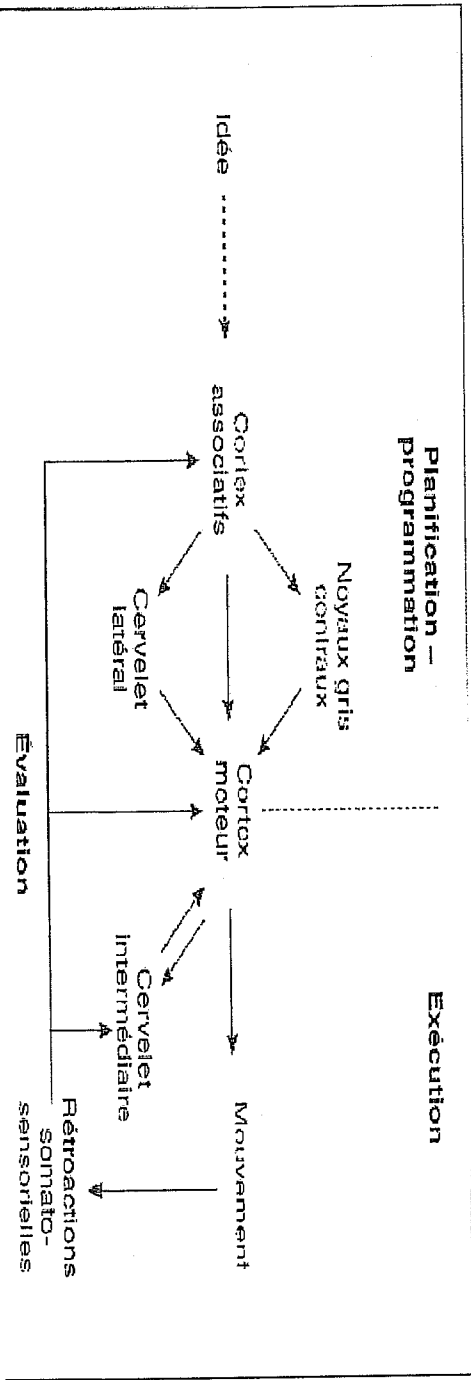 Planification –
programmation
Exécution
Idée
Cortex
associatifs
Noyaux gris
centraux
Cervelet
latéral
Cortex
moteur
Cervelet
intermédiaire
Mouvement
Rétroactions
somato-
sensorielles
Évaluation